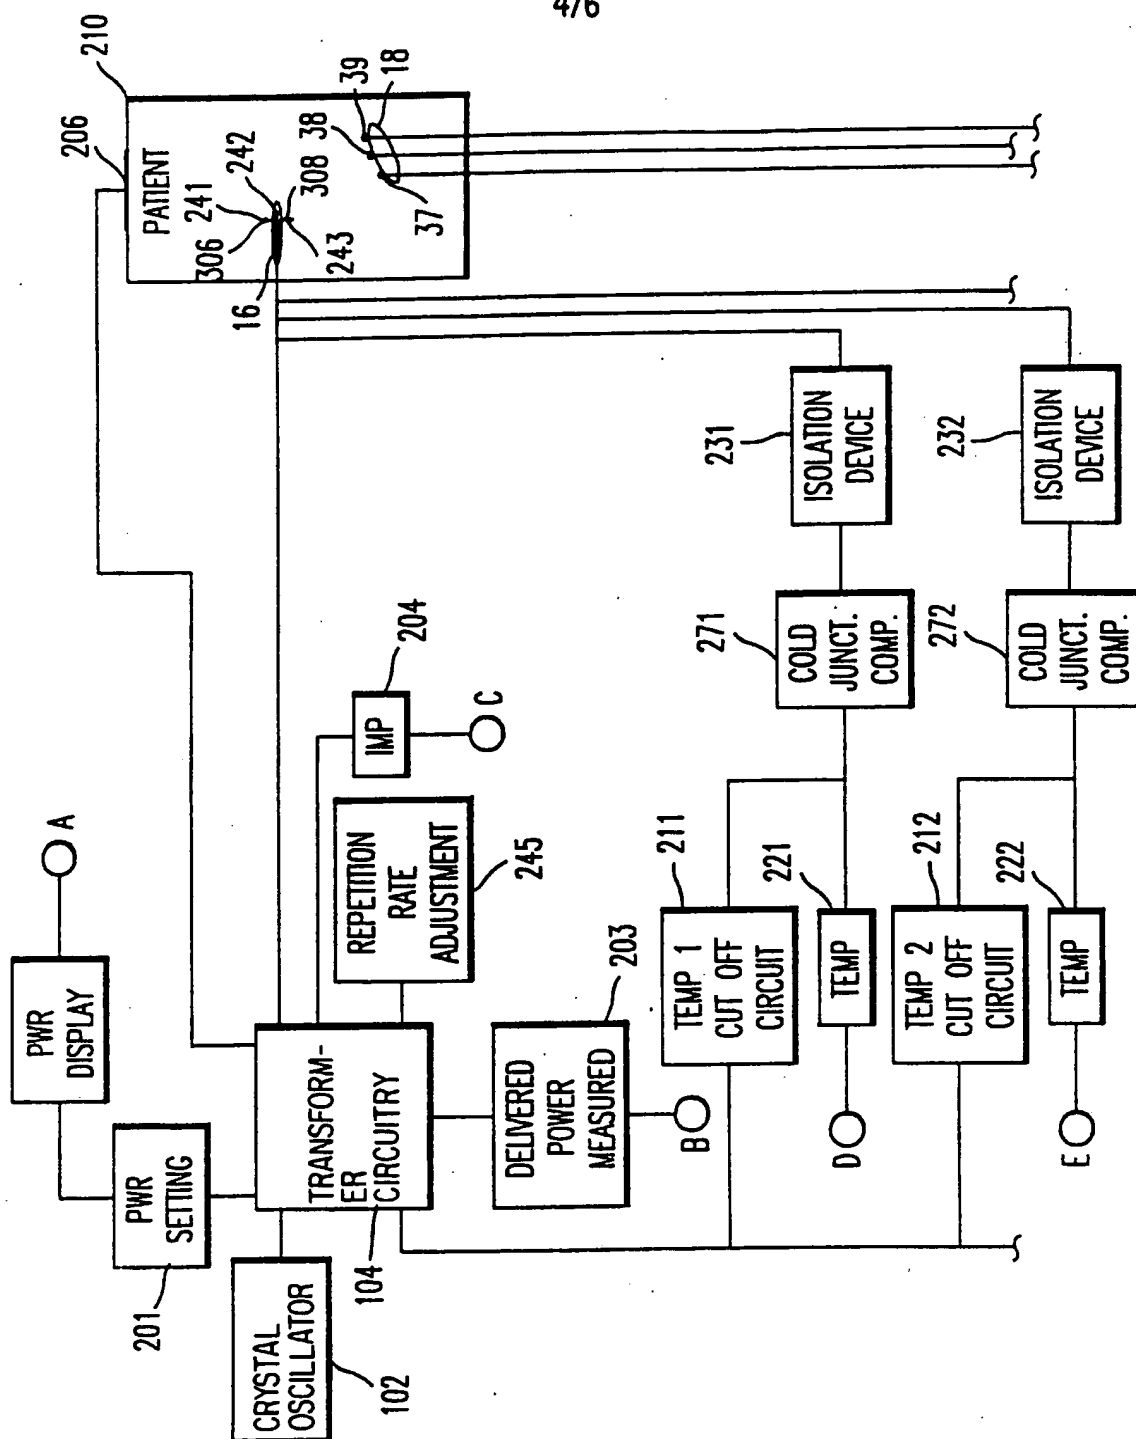 4/6
CRYSTAL
OSCILLATOR
102
PWR
SETTING
201
PWR
DISPLAY
A
TRANSFORM-
ER
CIRCUITRY
104
DELIVERED
POWER
MEASURED
203
B
REPETITION
RATE
ADJUSTMENT
245
IMP
204
C
PATIENT
206
210
241
242
306
308
243
16
39
18
38
37
TEMP 1
CUT OFF
CIRCUIT
211
TEMP
221
D
TEMP 2
CUT OFF
CIRCUIT
212
TEMP
222
E
COLD
JUNCT.
COMP.
271
COLD
JUNCT.
COMP.
272
ISOLATION
DEVICE
231
ISOLATION
DEVICE
232